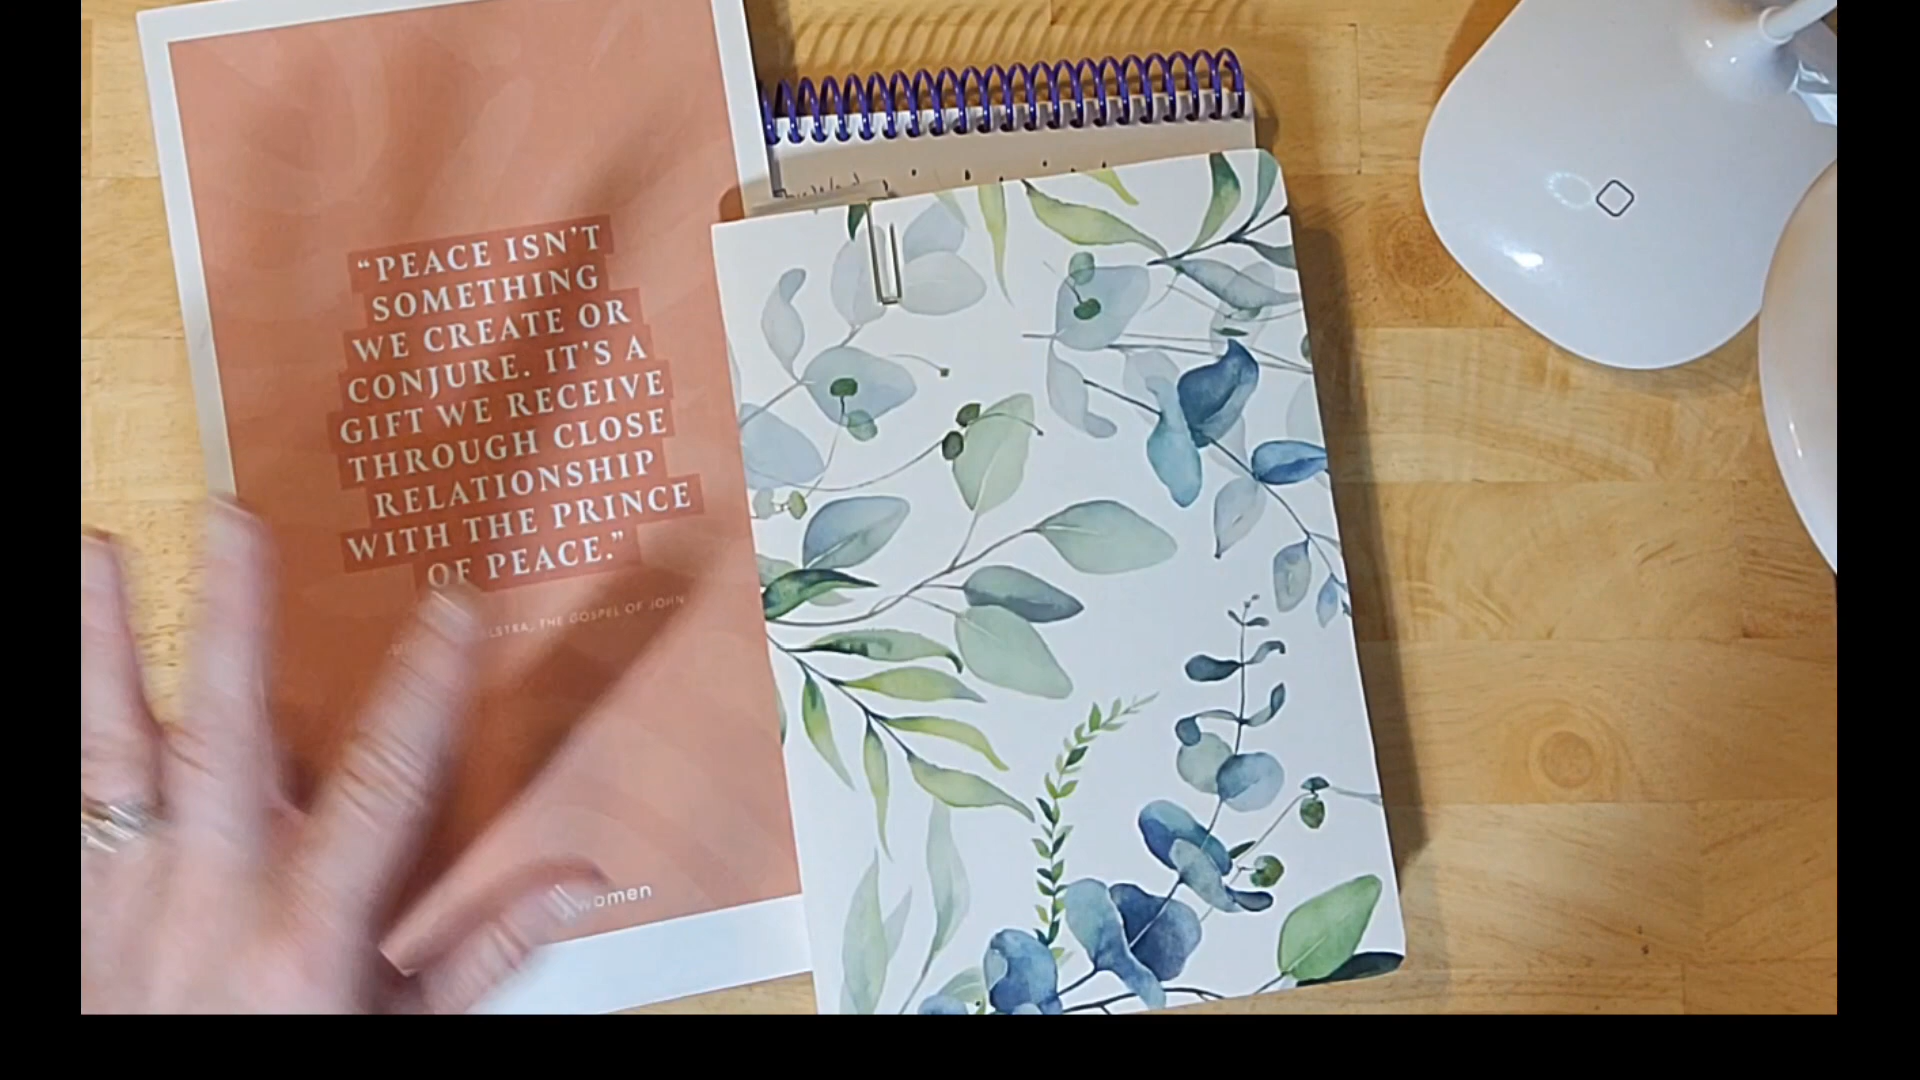 “PEACE ISN’T
SOMETHING
WE CREATE OR
CONJURE. IT’S A
GIFT WE RECEIVE
THROUGH CLOSE
RELATIONSHIP
WITH THE PRINCE
OF PEACE.”
THE GOSPEL OF JOHN
women